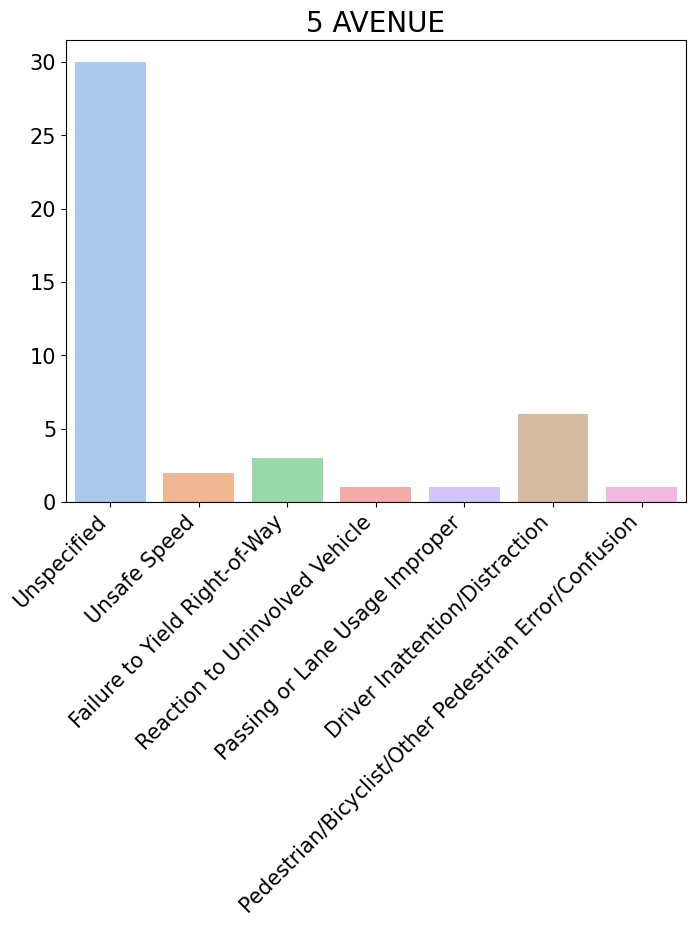 5 AVENUE
30
25
20
15
10
5
0
Unspecified
Unsafe Speed
Failure to Yield Right-of-Way
Reaction to Uninvolved Vehicle
Passing or Lane Usage Improper
Driver Inattention/Distraction
Pedestrian/Bicyclist/Other Pedestrian Error/Confusion